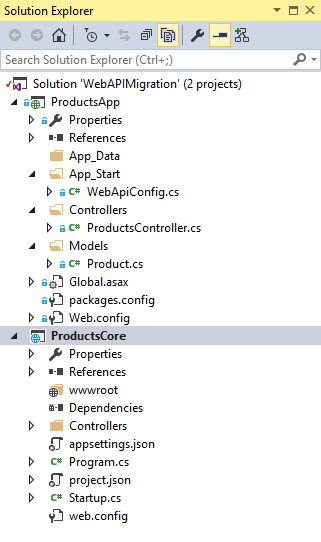 Solution Explorer
Search Solution Explorer (Ctrl+;)
Solution 'WebAPIMigration' (2 projects)
ProductsApp
Properties
References
App_Data
App_Start
C# WebApiConfig.cs
Controllers
C# ProductsController.cs
Models
C# Product.cs
Global.asax
packages.config
Web.config
ProductsCore
Properties
References
wwwroot
Dependencies
Controllers
appsettings.json
C# Program.cs
project.json
C# Startup.cs
web.config